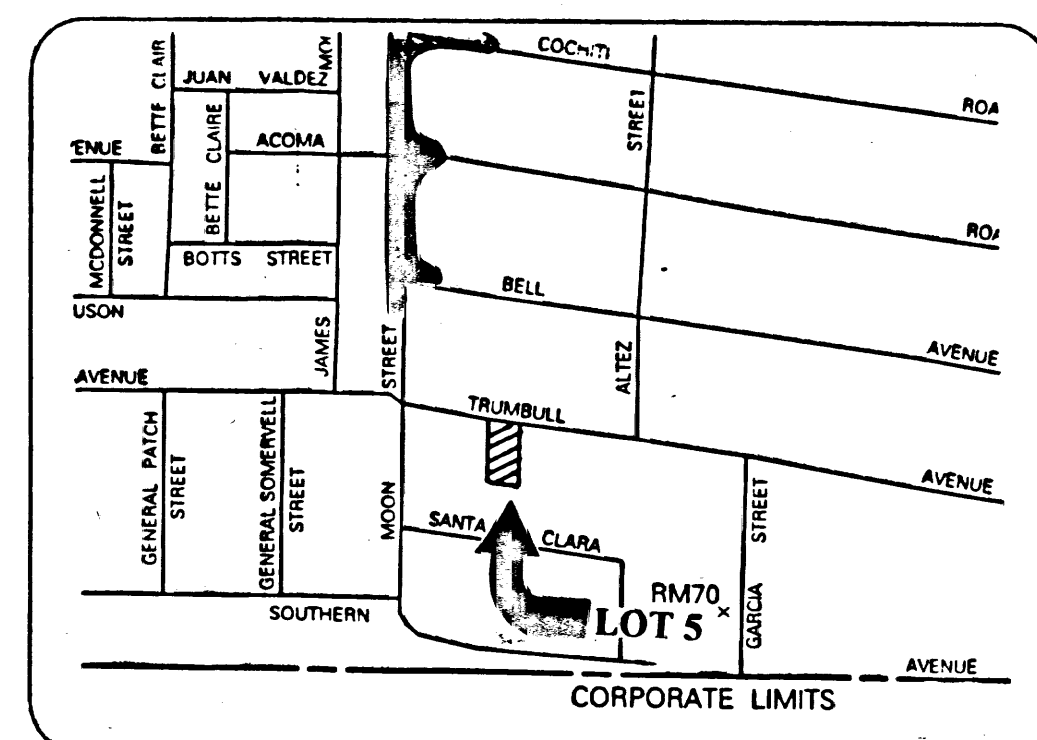 COCHITI
BETTE CLAIR
JUAN VALDEZ
ROA
STREET
BETTE CLAIRE
ENUE
ACOMA
MCDONNELL
STREET
ROA
BOTTS STREET
BELL
USON
JAMES
STREET
ALTEZ
AVENUE
AVENUE
TRUMBULL
GENERAL PATCH
STREET
GENERAL SOMERVELL
STREET
MOON
AVENUE
STREET
SANTA CLARA
RM70 x
GARCIA
SOUTHERN
LOT 5
AVENUE
CORPORATE LIMITS